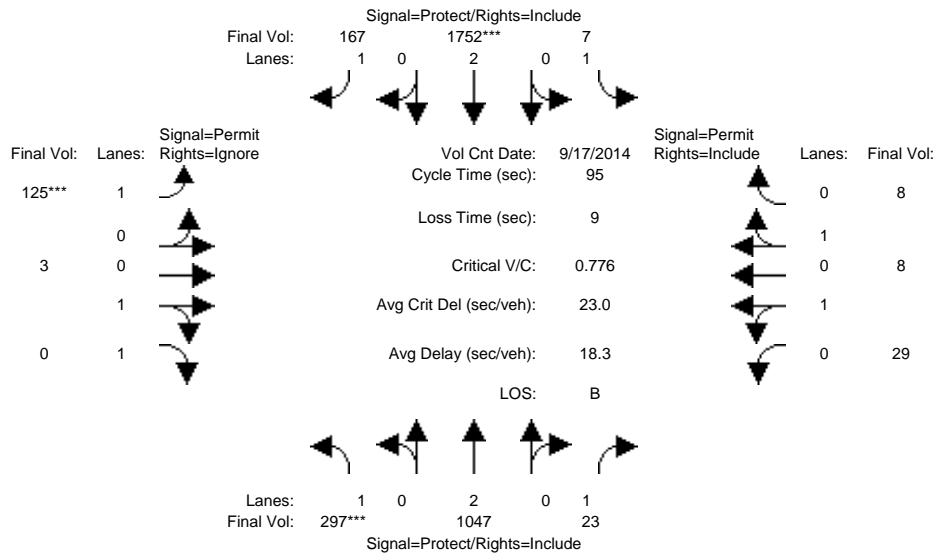 Signal=Protect/Rights=Include
Final Vol: 167 1752*** 7
Lanes: 1 0 2 0 1
Signal=Permit
Final Vol: Lanes: Rights=Ignore
Vol Cnt Date: 9/17/2014
Signal=Permit
Rights=Include Lanes: Final Vol:
Cycle Time (sec): 95
125*** 1
0 8
Loss Time (sec): 9
0
1
3 0
Critical V/C: 0.776
0 8
1
Avg Crit Del (sec/veh): 23.0
1
0 1
Avg Delay (sec/veh): 18.3
0 29
LOS: B
Lanes: 1 0 2 0 1
Final Vol: 297*** 1047 23
Signal=Protect/Rights=Include